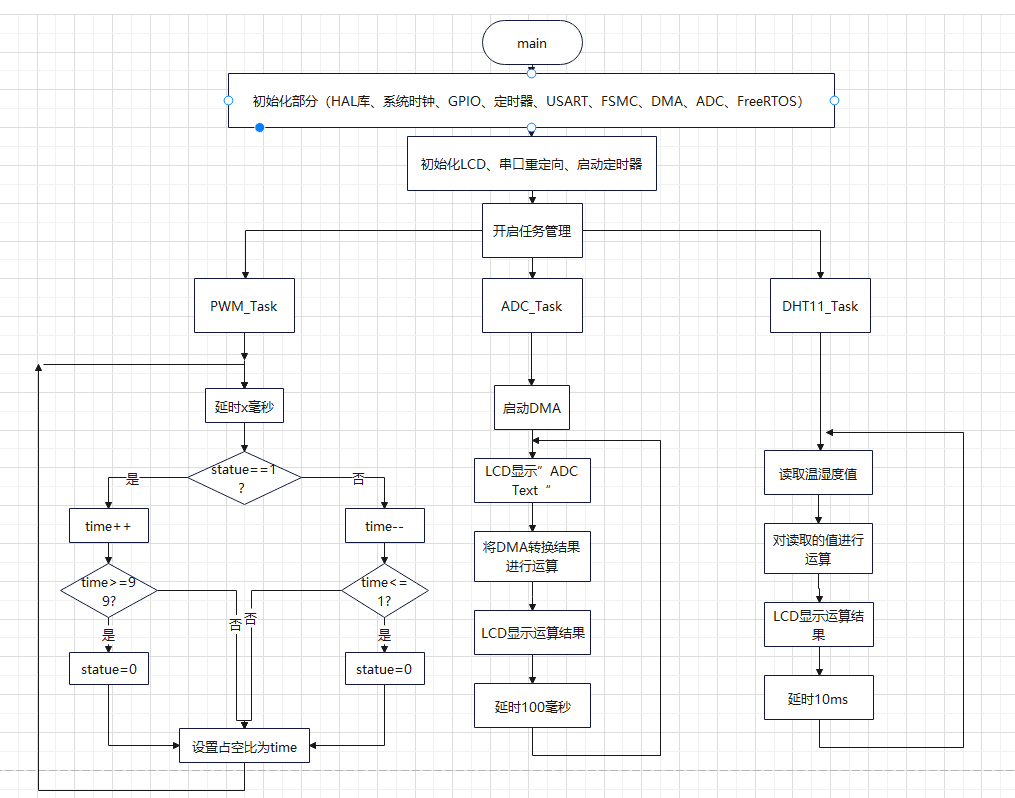 main
初始化部分（HAL库、系统时钟、GPIO、定时器、USART、FSMC、DMA、ADC、FreeRTOS）
初始化LCD、串口重定向、启动定时器
开启任务管理
PWM_Task
ADC_Task
DHT11_Task
延时x毫秒
statue==1
?
是
否
time++
time--
time>=9
9?
time<=
1?
否
否
是
是
statue=0
statue=0
设置占空比为time
启动DMA
LCD显示”ADC
Text “
将DMA转换结果
进行运算
LCD显示运算结果
延时100毫秒
读取温湿度值
对读取的值进行
运算
LCD显示运算结
果
延时10ms